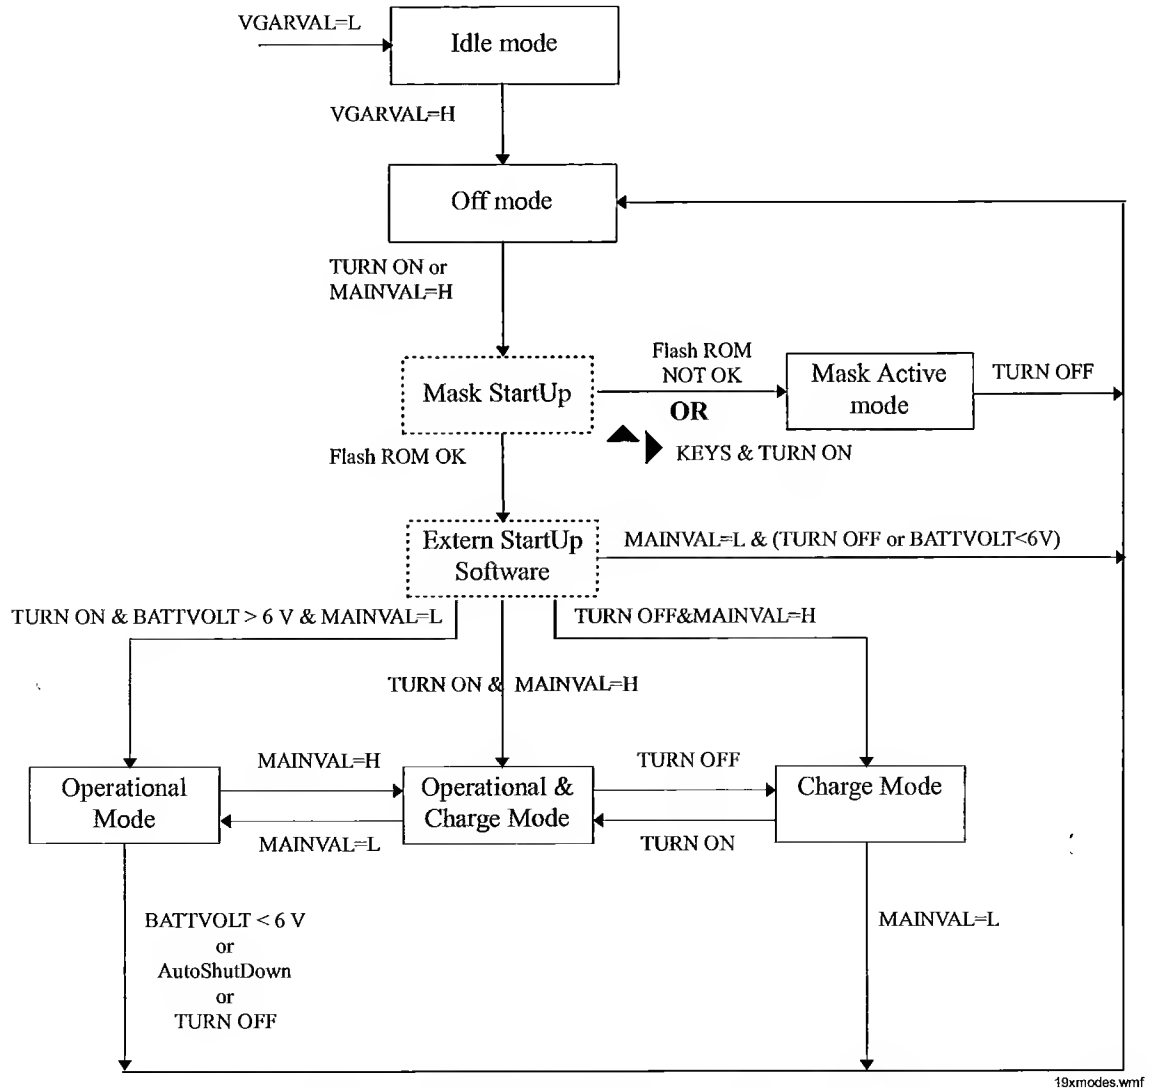 VGARVAL=L
Idle mode
VGARVAL=H
Off mode
TURN ON or
MAINVAL=H
Mask StartUp
Flash ROM
NOT OK
OR
KEYS & TURN ON
Mask Active
mode
TURN OFF
Flash ROM OK
Extern StartUp
Software
MAINVAL=L & (TURN OFF or BATTVOLT<6V)
TURN ON & BATTVOLT > 6 V & MAINVAL=L
TURN OFF&MAINVAL=H
TURN ON & MAINVAL=H
Operational
Mode
MAINVAL=H
MAINVAL=L
Operational &
Charge Mode
TURN OFF
TURN ON
Charge Mode
BATTVOLT < 6 V
or
AutoShutDown
or
TURN OFF
MAINVAL=L
19xmodes.wmf